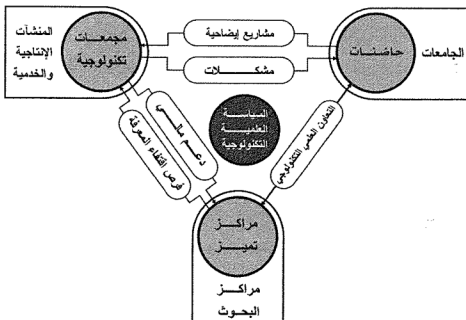 الجامعات
حاضنات
مشاريع إيضاحية
مشكلات
مجمعات
تكنولوجية
المنشآت
الإنتاجية
والخدمية
السياسة
العلمية
التكنولوجية
التعاون العلمي التكنولوجي
دعم مالي
فرص اقتفاء المعرفة
مراكز
تميز
مراكز
البحوث